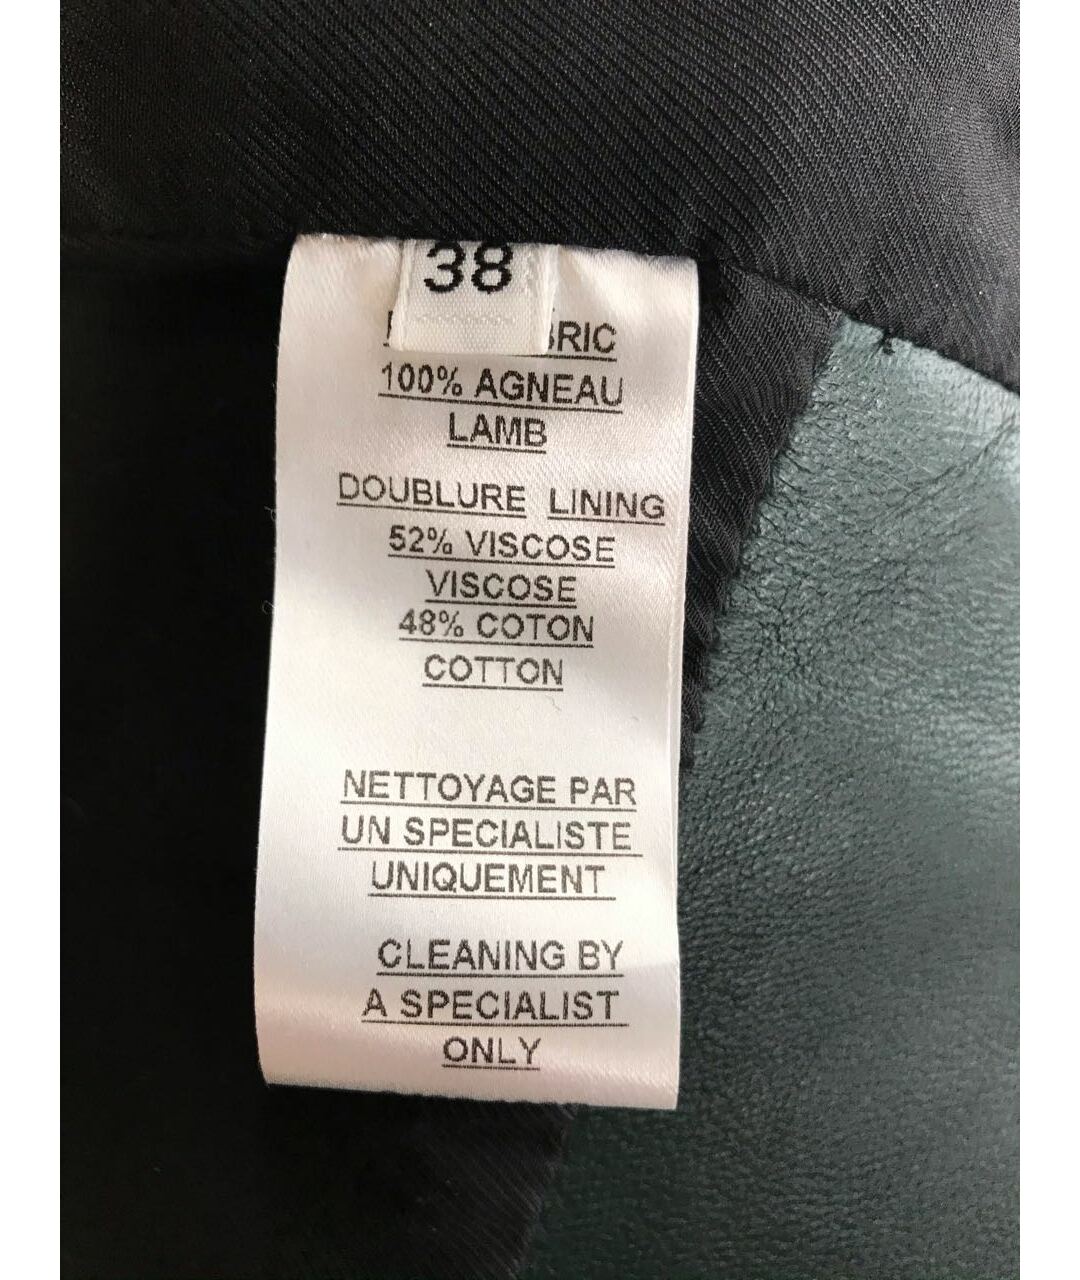 38
100% AGNEAU
LAMB
DOUBLURE LINING
52% VISCOSE
VISCOSE
48% COTON
COTTON
NETTOYAGE PAR
UN SPECIALISTE
UNIQUEMENT
CLEANING BY
A SPECIALIST
ONLY